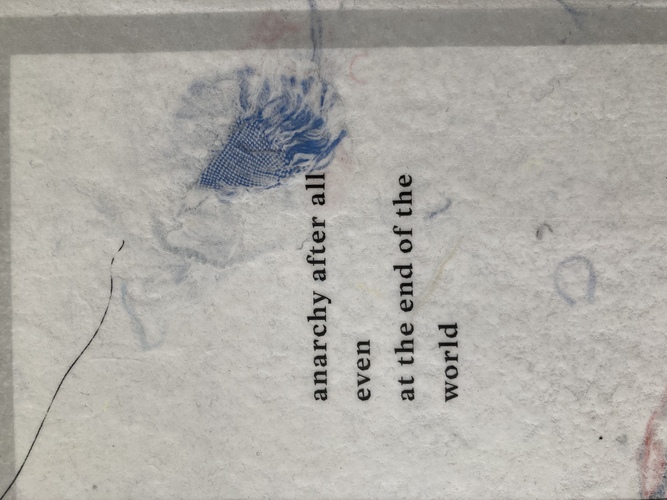 anarchy after all
even
at the end of the
world